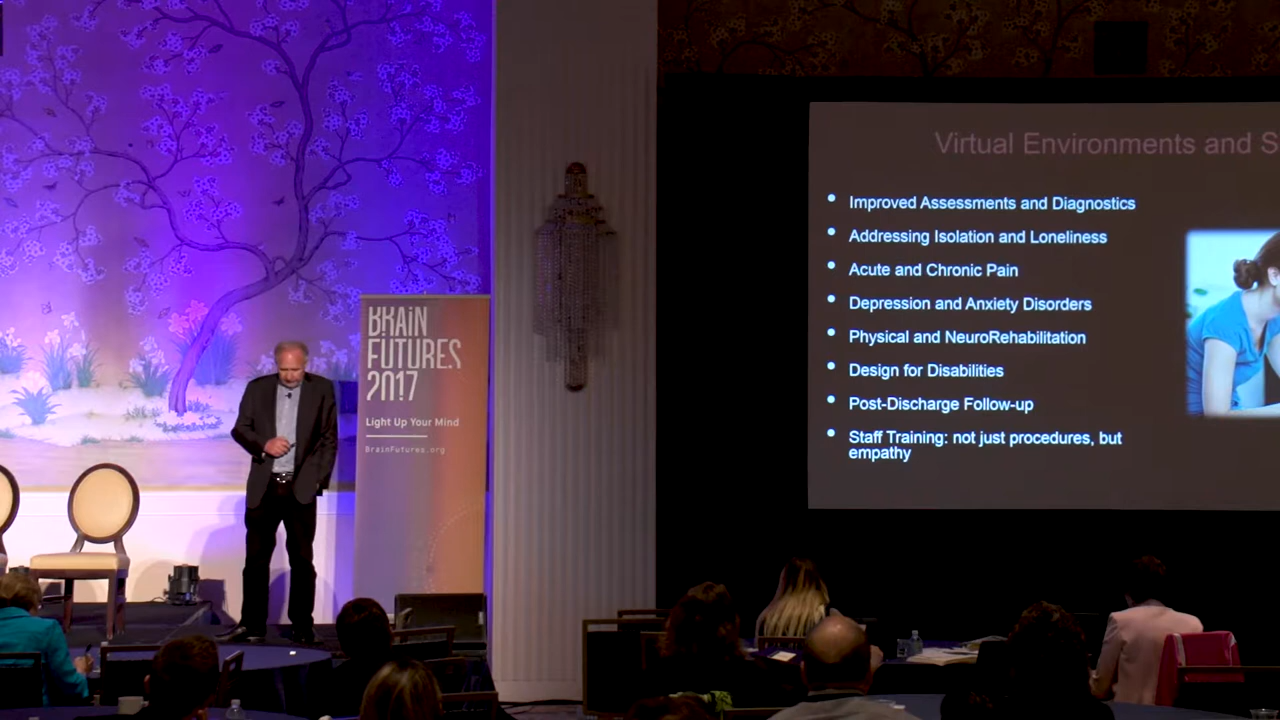 BRAiN
FUTURES
2017
Light Up Your Mind
BrainFutures.org
Virtual Environments and S
Improved Assessments and Diagnostics
Addressing Isolation and Loneliness
Acute and Chronic Pain
Depression and Anxiety Disorders
Physical and NeuroRehabilitation
Design for Disabilities
Post-Discharge Follow-up
Staff Training: not just procedures, but
empathy